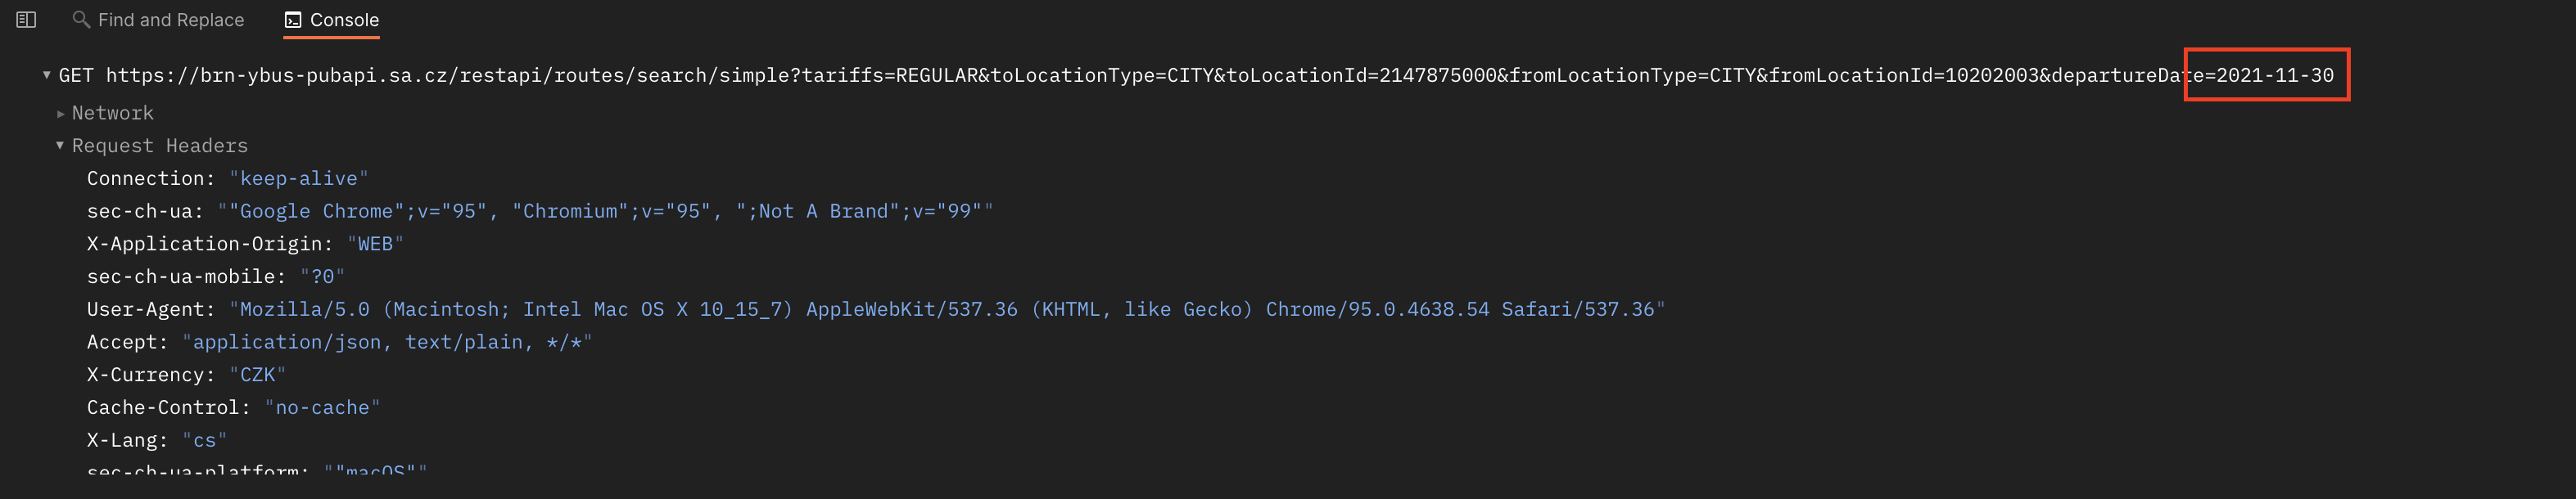 Find and Replace Console
GET https://brn-ybus-pubapi.sa.cz/restapi/routes/search/simple?tariffs=REGULAR&toLocationType=CITY&toLocationId=2147875000&fromLocationType=CITY&fromLocationId=10202003&departureDate=2021-11-30
Network
Request Headers
Connection: "keep-alive"
sec-ch-ua: ""Google Chrome";v="95", "Chromium";v="95", ";Not A Brand";v="99""
X-Application-Origin: "WEB"
sec-ch-ua-mobile: "?0"
User-Agent: "Mozilla/5.0 (Macintosh; Intel Mac OS X 10_15_7) AppleWebKit/537.36 (KHTML, like Gecko) Chrome/95.0.4638.54 Safari/537.36"
Accept: "application/json, text/plain, */*"
X-Currency: "CZK"
Cache-Control: "no-cache"
X-Lang: "cs"
sec-ch-ua-platform: ""macOS""